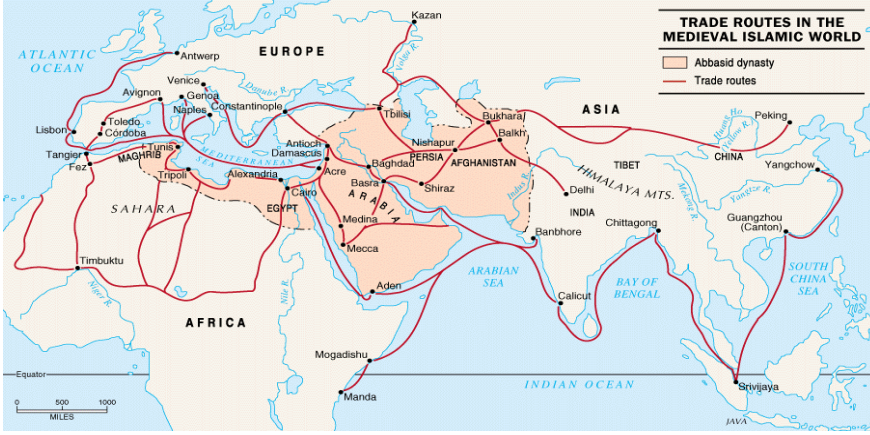 TRADE ROUTES IN THE
MEDIEVAL ISLAMIC WORLD
Abbasid dynasty
Trade routes
Kazan
ATLANTIC
OCEAN
EUROPE
Antwerp
Volga R.
Venice
Danube R.
Avignon
Genoa
Naples
Constantinople
Tbilisi
Bukhara
ASIA
Peking
Huang Ho
(Yellow R.)
Lisbon
Toledo
Córdoba
Balkh
Nishapur
Tangier
Tunis
MEDITERRANEAN
SEA
Antioch
Damascus
PERSIA
AFGHANISTAN
TIBET
CHINA
MAGHRIB
Fez
Baghdad
Yangchow
Tripoli
Alexandria
Acre
Basra
Shiraz
HIMALAYA MTS.
Mekong R.
Yangtze R.
Cairo
ARABIA
Indus R.
Delhi
SAHARA
EGYPT
INDIA
Medina
Chittagong
Guangzhou
(Canton)
Banbhore
Mecca
Timbuktu
Niger R.
Nile R.
ARABIAN
SEA
BAY OF
BENGAL
SOUTH
CHINA
SEA
Aden
Calicut
AFRICA
Mogadishu
Equator
INDIAN OCEAN
Srivijaya
Manda
0 500 1000
MILES
JAVA